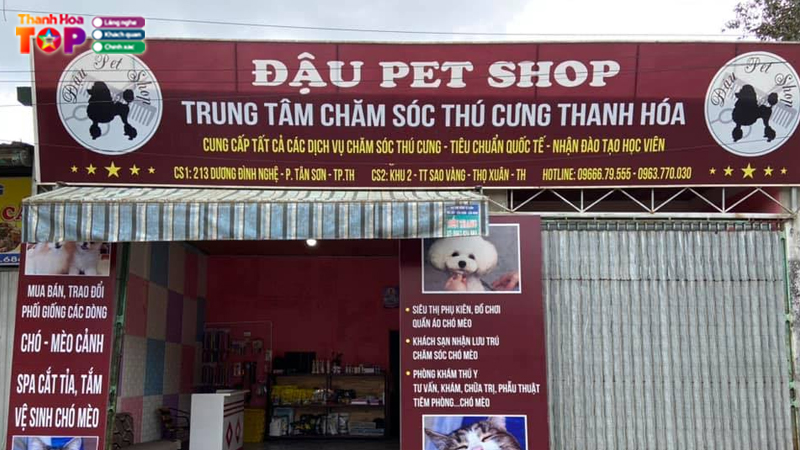 Thanh Hoa
TOP
Lắng nghe
Khách quan
Chính xác
Đậu Pet Shop
ĐẬU PET SHOP
Đậu Pet Shop
TRUNG TÂM CHĂM SÓC THÚ CƯNG THANH HÓA
CUNG CẤP TẤT CẢ CÁC DỊCH VỤ CHĂM SÓC THÚ CƯNG - TIÊU CHUẨN QUỐC TẾ - NHẬN ĐÀO TẠO HỌC VIÊN
CS1: 213 DƯƠNG ĐÌNH NGHỆ - P. TÂN SƠN - TP.TH CS2: KHU 2 - TT SAO VÀNG - THỌ XUÂN - TH HOTLINE: 09666.79.555 - 0963.770.030
MUA BÁN, TRAO ĐỔI
PHỐI GIỐNG CÁC DÒNG
CHÓ - MÈO CẢNH
SPA CẮT TỈA, TẮM
VỆ SINH CHÓ MÈO
• SIÊU THỊ PHỤ KIỆN, ĐỒ CHƠI
QUẦN ÁO CHÓ MÈO
• KHÁCH SẠN NHẬN LƯU TRÚ
CHĂM SÓC CHÓ MÈO
• PHÒNG KHÁM THÚ Y
TƯ VẤN, KHÁM, CHỮA TRỊ, PHẪU THUẬT
TIÊM PHÒNG...CHÓ MÈO